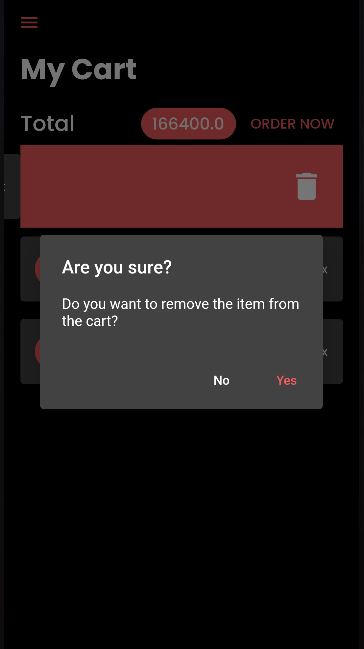 My Cart
Total 166400.0 ORDER NOW
x
Are you sure?
Do you want to remove the item from
the cart?
x
x
No Yes